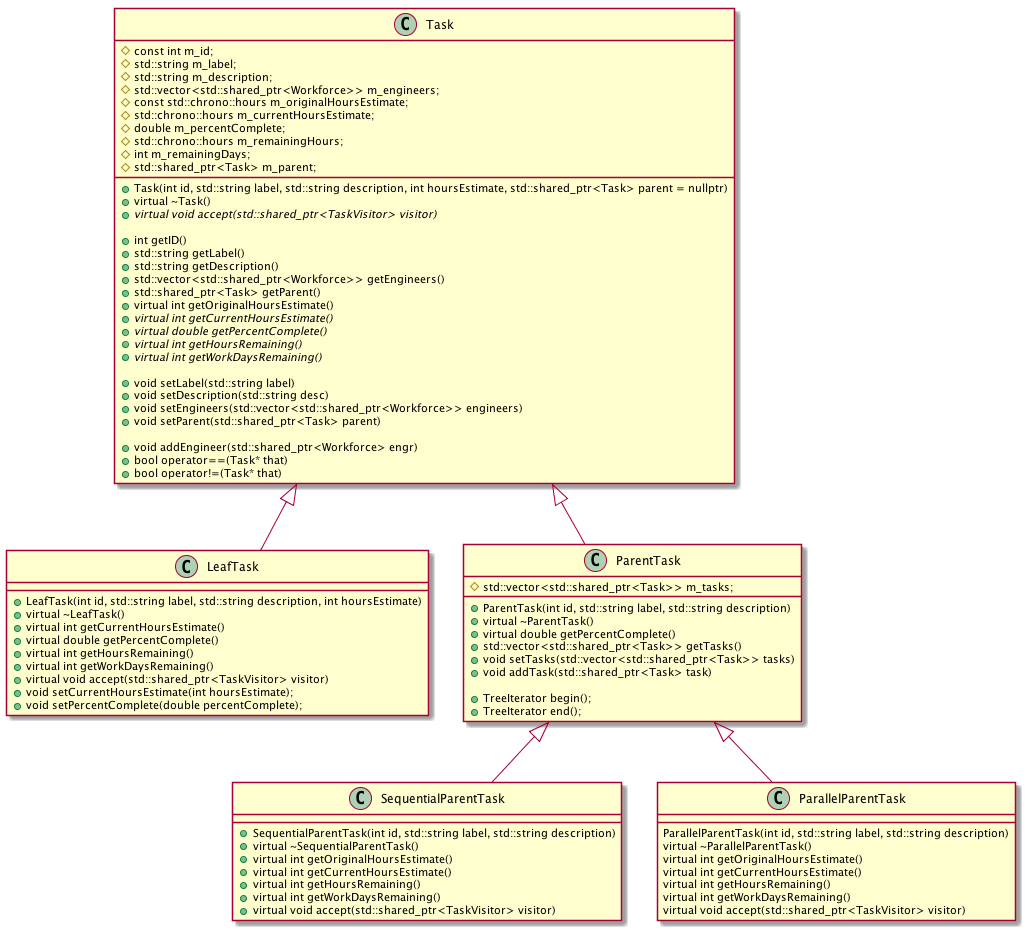 C Task
const int m_id;
std::string m_label;
std::string m_description;
std::vector<std::shared_ptr<Workforce>> m_engineers;
const std::chrono::hours m_originalHoursEstimate;
std::chrono::hours m_currentHoursEstimate;
double m_percentComplete;
std::chrono::hours m_remainingHours;
int m_remainingDays;
std::shared_ptr<Task> m_parent;
Task(int id, std::string label, std::string description, int hoursEstimate, std::shared_ptr<Task> parent = nullptr)
virtual ~Task()
virtual void accept(std::shared_ptr<TaskVisitor> visitor)
int getID()
std::string getLabel()
std::string getDescription()
std::vector<std::shared_ptr<Workforce>> getEngineers()
std::shared_ptr<Task> getParent()
virtual int getOriginalHoursEstimate()
virtual int getCurrentHoursEstimate()
virtual double getPercentComplete()
virtual int getHoursRemaining()
virtual int getWorkDaysRemaining()
void setLabel(std::string label)
void setDescription(std::string desc)
void setEngineers(std::vector<std::shared_ptr<Workforce>> engineers)
void setParent(std::shared_ptr<Task> parent)
void addEngineer(std::shared_ptr<Workforce> engr)
bool operator==(Task* that)
bool operator!=(Task* that)
C LeafTask
LeafTask(int id, std::string label, std::string description, int hoursEstimate)
virtual ~LeafTask()
virtual int getCurrentHoursEstimate()
virtual double getPercentComplete()
virtual int getHoursRemaining()
virtual int getWorkDaysRemaining()
virtual void accept(std::shared_ptr<TaskVisitor> visitor)
void setCurrentHoursEstimate(int hoursEstimate);
void setPercentComplete(double percentComplete);
C ParentTask
std::vector<std::shared_ptr<Task>> m_tasks;
ParentTask(int id, std::string label, std::string description)
virtual ~ParentTask()
virtual double getPercentComplete()
std::vector<std::shared_ptr<Task>> getTasks()
void setTasks(std::vector<std::shared_ptr<Task>> tasks)
void addTask(std::shared_ptr<Task> task)
TreeIterator begin();
TreeIterator end();
C SequentialParentTask
SequentialParentTask(int id, std::string label, std::string description)
virtual ~SequentialParentTask()
virtual int getOriginalHoursEstimate()
virtual int getCurrentHoursEstimate()
virtual int getHoursRemaining()
virtual int getWorkDaysRemaining()
virtual void accept(std::shared_ptr<TaskVisitor> visitor)
C ParallelParentTask
ParallelParentTask(int id, std::string label, std::string description)
virtual ~ParallelParentTask()
virtual int getOriginalHoursEstimate()
virtual int getCurrentHoursEstimate()
virtual int getHoursRemaining()
virtual int getWorkDaysRemaining()
virtual void accept(std::shared_ptr<TaskVisitor> visitor)